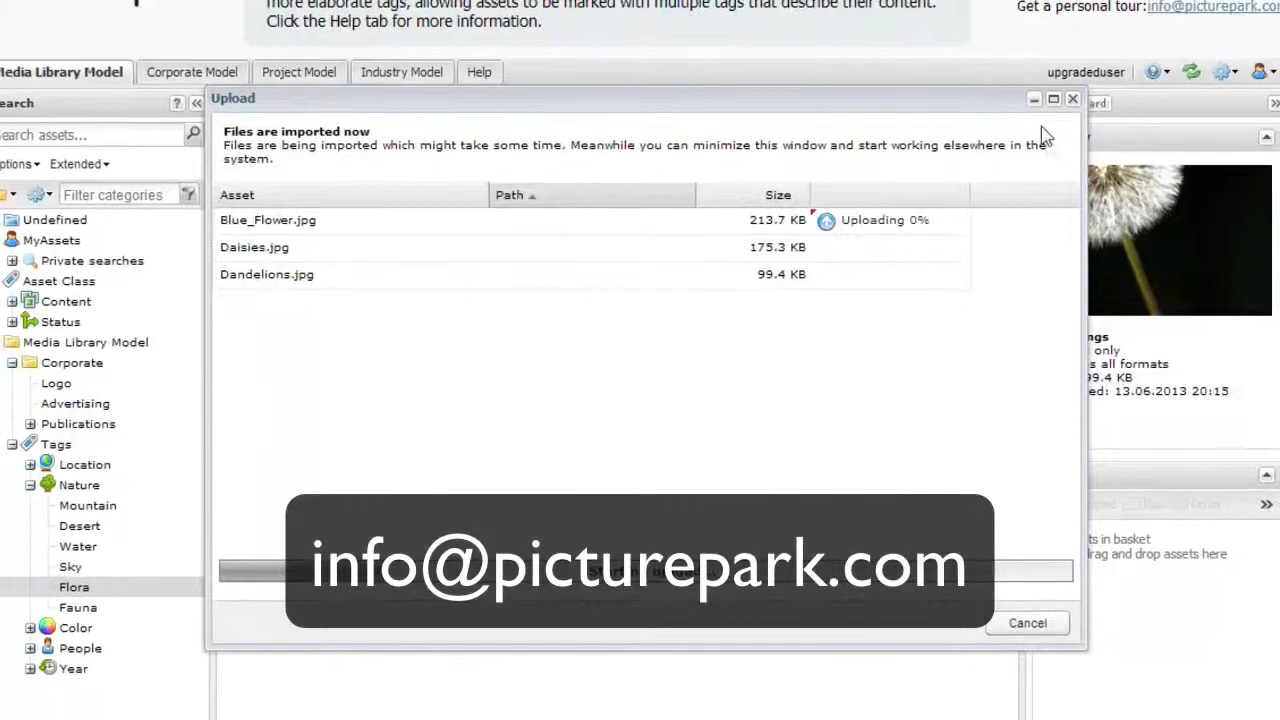 more elaborate tags, allowing assets to be marked with multiple tags that describe their content.
Click the Help tab for more information.
Get a personal tour:info@picturepark.com
Media Library Model
Corporate Model
Project Model
Industry Model
Help
upgradeduser
earch
?
Upload
ard
Files are imported now
Files are being imported which might take some time. Meanwhile you can minimize this window and start working elsewhere in the
system.
Search assets...
ptions
Extended
Filter categories
Asset
Path
Size
Undefined
Blue_Flower.jpg
213.7 KB
Uploading 0%
MyAssets
Daisies.jpg
175.3 KB
Private searches
Dandelions.jpg
99.4 KB
Asset Class
Content
Status
Media Library Model
ngs
only
s all formats
99.4 KB
ed: 13.06.2013 20:15
Corporate
Logo
Advertising
Publications
Tags
Location
Nature
Mountain
Desert
Water
Sky
Flora
Fauna
Color
People
Year
ts in basket
drag and drop assets here
info@picturepark.com
Cancel